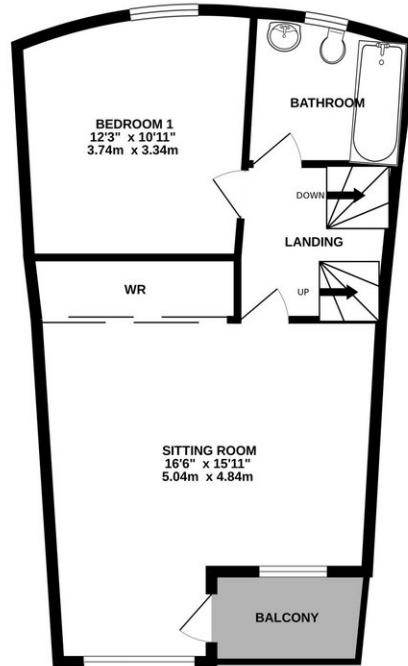 BATHROOM
BEDROOM 1
12'3" x 10'11"
3.74m x 3.34m
DOWN
LANDING
WR
UP
SITTING ROOM
16'6" x 15'11"
5.04m x 4.84m
BALCONY